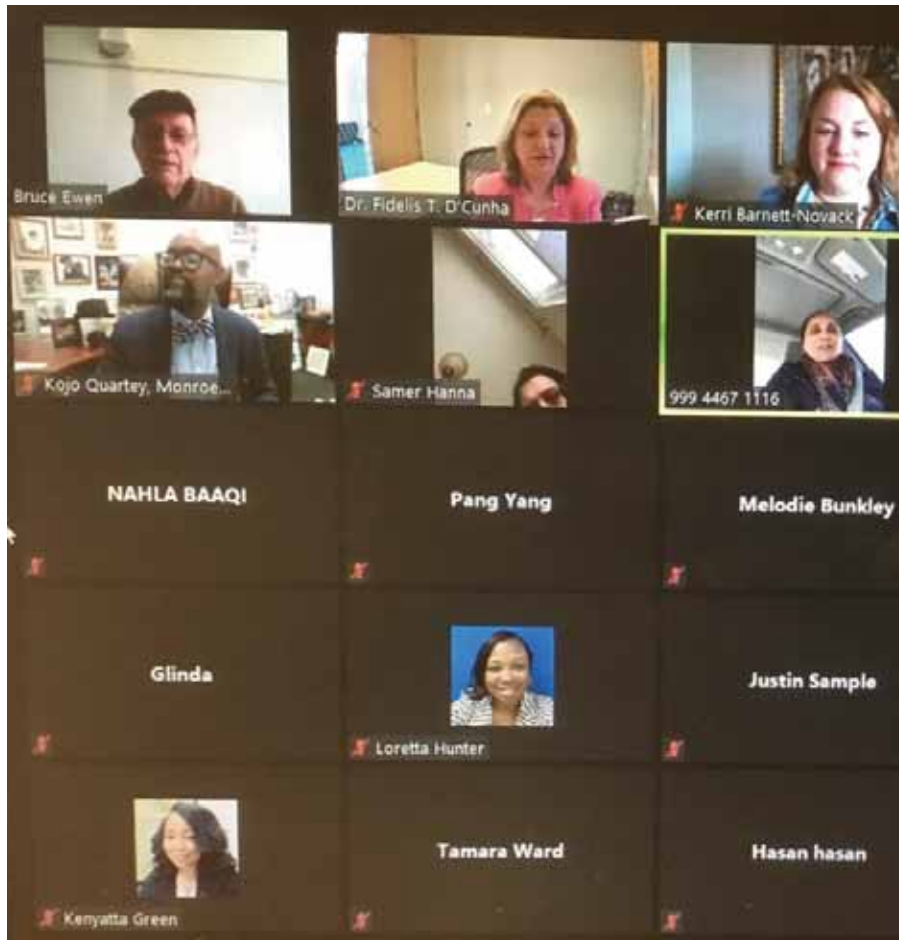 Bruce Ewen
Dr. Fidelis T. D'Cunha
Kerri Barnett-Novack
Kojo Quartey, Monroe...
Samer Hanna
999 4467 1116
NAHLA BAAQI
Pang Yang
Melodie Bunkley
Glinda
Loretta Hunter
Justin Sample
Kenyatta Green
Tamara Ward
Hasan hasan